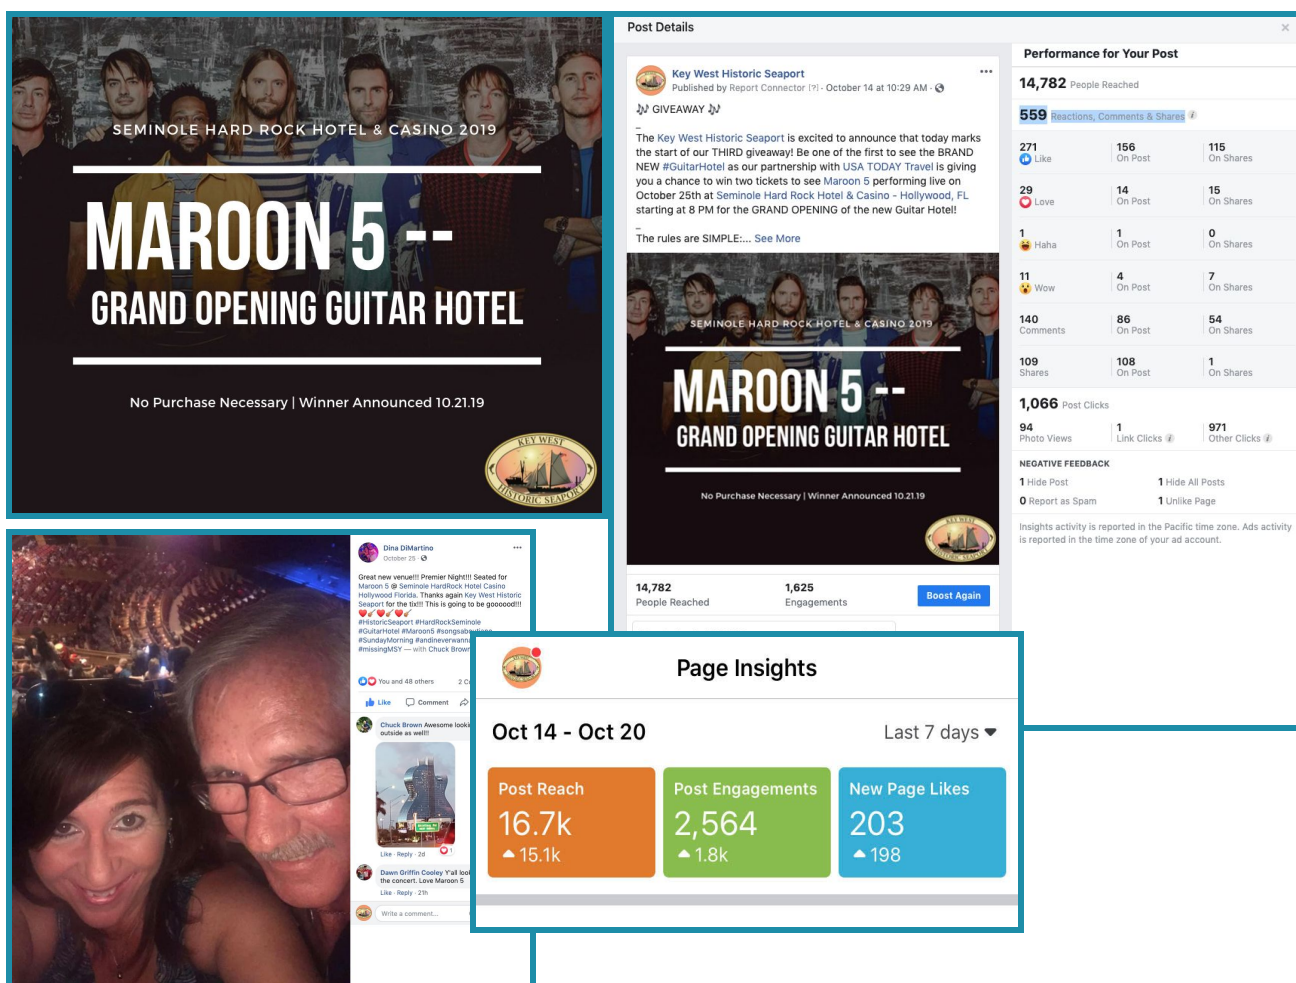 SEMINOLE HARD ROCK HOTEL & CASINO 2019
MAROON 5 --
GRAND OPENING GUITAR HOTEL
No Purchase Necessary | Winner Announced 10.21.19
KEY WEST
HISTORIC SEAPORT
Post Details
Key West Historic Seaport
Published by Report Connector [?] · October 14 at 10:29 AM ·
GIVEAWAY
_
The Key West Historic Seaport is excited to announce that today marks
the start of our THIRD giveaway! Be one of the first to see the BRAND
NEW #GuitarHotel as our partnership with USA TODAY Travel is giving
you a chance to win two tickets to see Maroon 5 performing live on
October 25th at Seminole Hard Rock Hotel & Casino - Hollywood, FL
starting at 8 PM for the GRAND OPENING of the new Guitar Hotel!
_
The rules are SIMPLE:... See More
SEMINOLE HARD ROCK HOTEL & CASINO 2019
MAROON 5 --
GRAND OPENING GUITAR HOTEL
No Purchase Necessary | Winner Announced 10.21.19
KEY WEST
HISTORIC SEAPORT
14,782 1,625
People Reached Engagements Boost Again
Performance for Your Post
14,782 People Reached
559 Reactions, Comments & Shares
271 156 115
Like On Post On Shares
29 14 15
Love On Post On Shares
1 1 0
Haha On Post On Shares
11 4 7
Wow On Post On Shares
140 86 54
Comments On Post On Shares
109 108 1
Shares On Post On Shares
1,066 Post Clicks
94 1 971
Photo Views Link Clicks Other Clicks
NEGATIVE FEEDBACK
1 Hide Post 1 Hide All Posts
0 Report as Spam 1 Unlike Page
Insights activity is reported in the Pacific time zone. Ads activity
is reported in the time zone of your ad account.
Dina DiMartino
October 25 ·
Great new venue!!! Premier Night!!! Seated for
Maroon 5 @ Seminole HardRock Hotel Casino
Hollywood Florida. Thanks again Key West Historic
Seaport for the tix!!! This is going to be goooood!!!
#HistoricSeaport #HardRockSeminole
#GuitarHotel #Maroon5
#SundayMorning
#missingMSY — with Chuck Brown
You and 48 others 2
Like Comment
Chuck Brown Awesome
outside as well!!
Like · Reply · 2d 1
Dawn Griffin Cooley Y'all
the concert. Love Maroon 5
Like · Reply · 21h
Write a comment...
Page Insights
Oct 14 - Oct 20 Last 7 days
Post Reach Post Engagements New Page Likes
16.7k 2,564 203
15.1k 1.8k 198